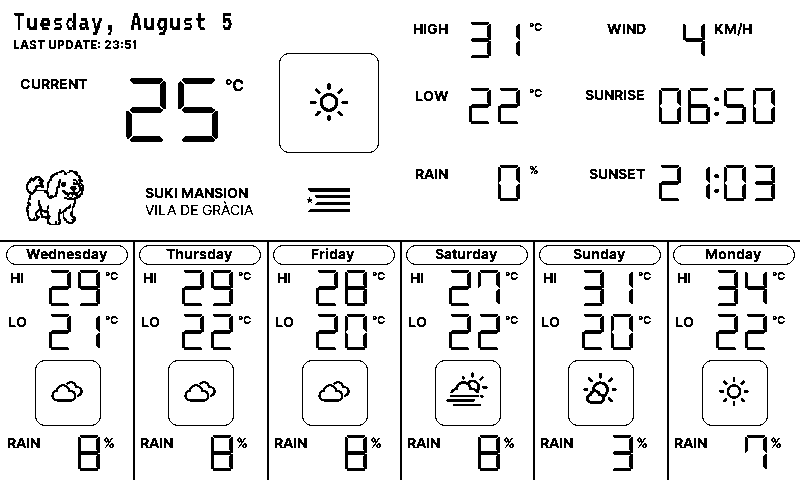 Tuesday, August 5
LAST UPDATE: 23:51
CURRENT 25 °C
SUKI MANSION
VILA DE GRÀCIA
HIGH 31 °C
LOW 22 °C
RAIN 0 %
WIND 4 KM/H
SUNRISE 06:50
SUNSET 21:03
Wednesday
HI 29 °C
LO 21 °C
RAIN 8 %
Thursday
HI 29 °C
LO 22 °C
RAIN 8 %
Friday
HI 28 °C
LO 20 °C
RAIN 8 %
Saturday
HI 27 °C
LO 22 °C
RAIN 8 %
Sunday
HI 31 °C
LO 20 °C
RAIN 3 %
Monday
HI 34 °C
LO 22 °C
RAIN 7 %